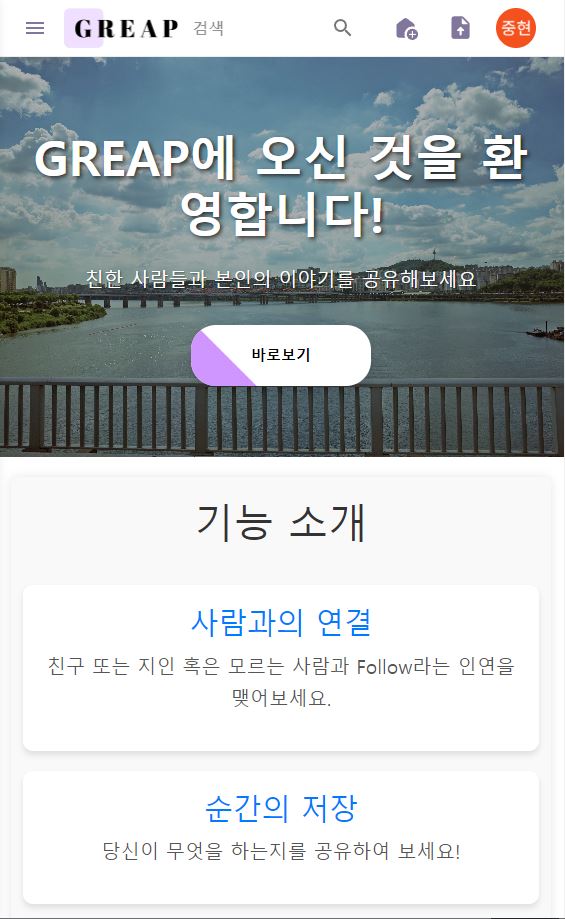 GREAP 검색 중현
GREAP에 오신 것을 환
영합니다!
친한 사람들과 본인의 이야기를 공유해보세요
바로보기
기능 소개
사람과의 연결
친구 또는 지인 혹은 모르는 사람과 Follow라는 인연을
맺어보세요.
순간의 저장
당신이 무엇을 하는지를 공유하여 보세요!